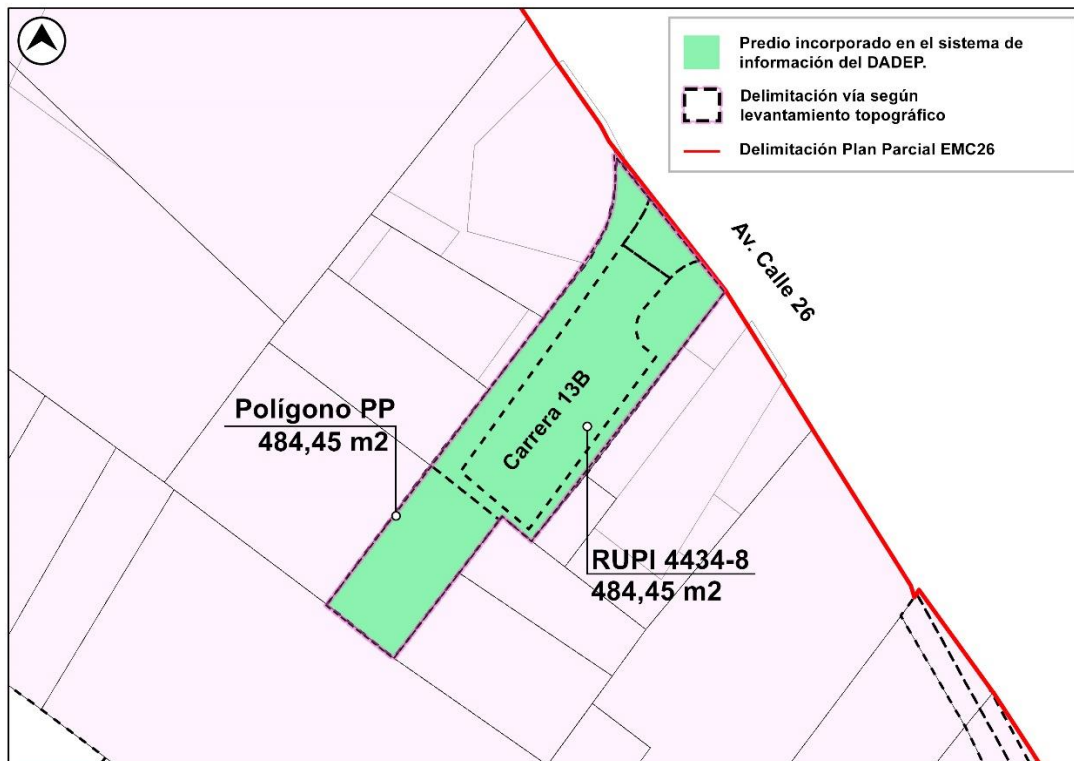 Predio incorporado en el sistema de
información del DADEP.
Delimitación vía según
levantamiento topográfico
Delimitación Plan Parcial EMC26
Av. Calle 26
Carrera 13B
Polígono PP
484,45 m2
RUPI 4434-8
484,45 m2